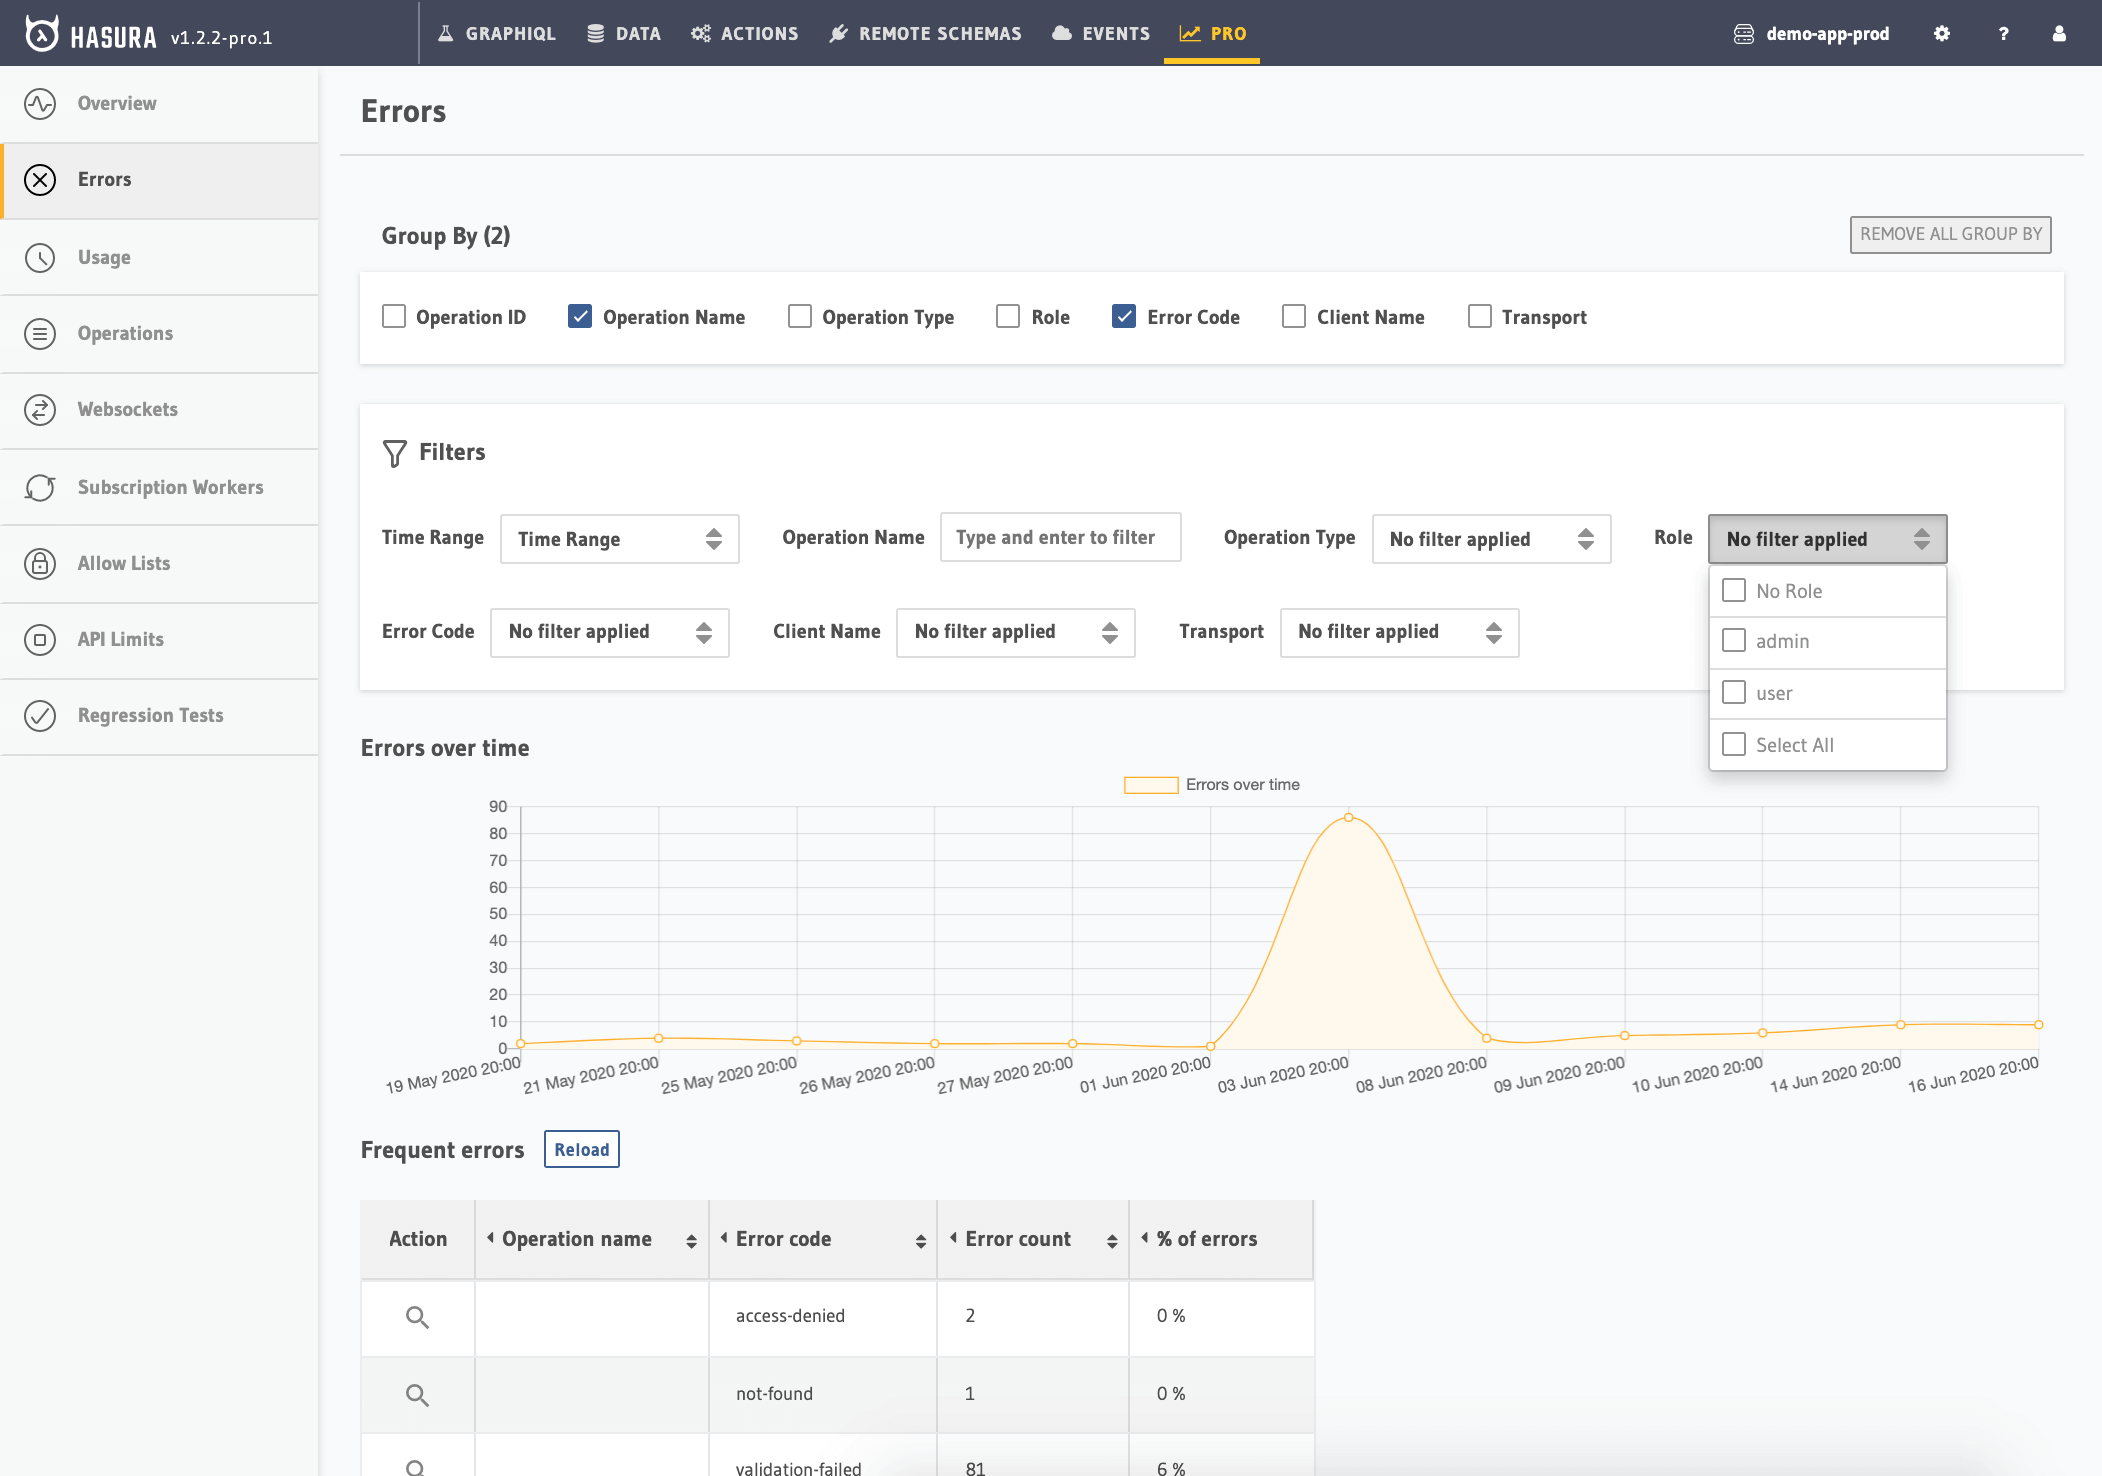 HASURA v1.2.2-pro.1 GRAPHIQL DATA ACTIONS REMOTE SCHEMAS EVENTS PRO demo-app-prod ?
Overview
Errors
Usage
Operations
Websockets
Subscription Workers
Allow Lists
API Limits
Regression Tests
Errors
Group By (2) REMOVE ALL GROUP BY
Operation ID Operation Name Operation Type Role Error Code Client Name Transport
Filters
Time Range Time Range Operation Name Type and enter to filter Operation Type No filter applied Role No filter applied
No Role
admin
user
Select All
Error Code No filter applied Client Name No filter applied Transport No filter applied
Errors over time
Errors over time
90
80
70
60
50
40
30
20
10
0
19 May 2020 20:00 21 May 2020 20:00 25 May 2020 20:00 26 May 2020 20:00 27 May 2020 20:00 01 Jun 2020 20:00 03 Jun 2020 20:00 08 Jun 2020 20:00 09 Jun 2020 20:00 10 Jun 2020 20:00 14 Jun 2020 20:00 16 Jun 2020 20:00
Frequent errors Reload
Action Operation name Error code Error count % of errors
access-denied 2 0 %
not-found 1 0 %
validation-failed 81 6 %